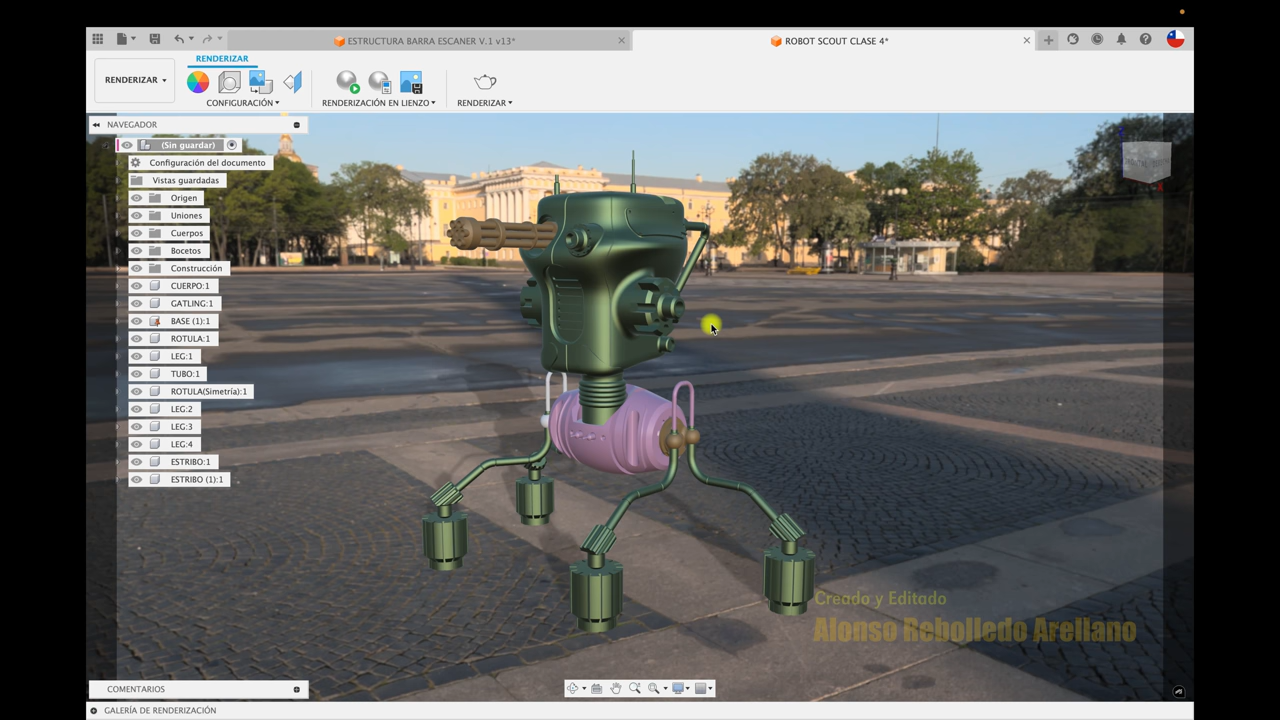 ESTRUCTURA BARRA ESCANER V.1 v13*
ROBOT SCOUT CLASE 4*
RENDERIZAR
RENDERIZAR
CONFIGURACIÓN
RENDERIZACIÓN EN LIENZO
RENDERIZAR
NAVEGADOR
(Sin guardar)
Configuración del documento
Vistas guardadas
Origen
Uniones
Cuerpos
Bocetos
Construcción
CUERPO:1
GATLING:1
BASE (1):1
ROTULA:1
LEG:1
TUBO:1
ROTULA(Simetría):1
LEG:2
LEG:3
LEG:4
ESTRIBO:1
ESTRIBO (1):1
Creado y Editado
Alonso Rebolledo Arellano
COMENTARIOS
GALERÍA DE RENDERIZACIÓN